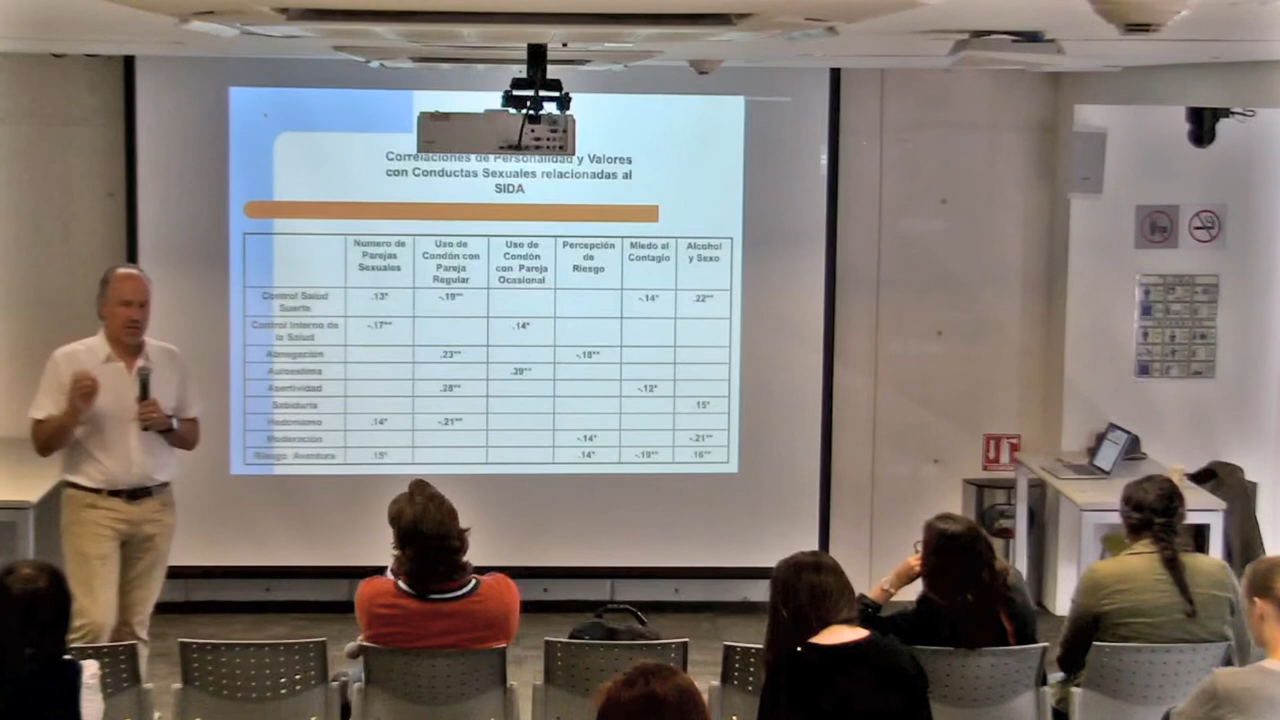 Correlaciones de Personalidad y Valores
con Conductas Sexuales relacionadas al
SIDA
Numero de Parejas Sexuales
Uso de Condón con Pareja Regular
Uso de Condón con Pareja Ocasional
Percepción de Riesgo
Miedo al Contagio
Alcohol y Sexo
Control Salud Suerte .13* -.19** -.14* .22**
Control Interno de la Salud -.17** .14*
Abnegación .23** -.18**
Autoestima .39**
Asertividad .28** -.12*
Sabiduría 15*
Hedonismo .14* -.21**
Moderación -.14* -.21**
Riesgo Aventura .15* .14* -.19** .16**